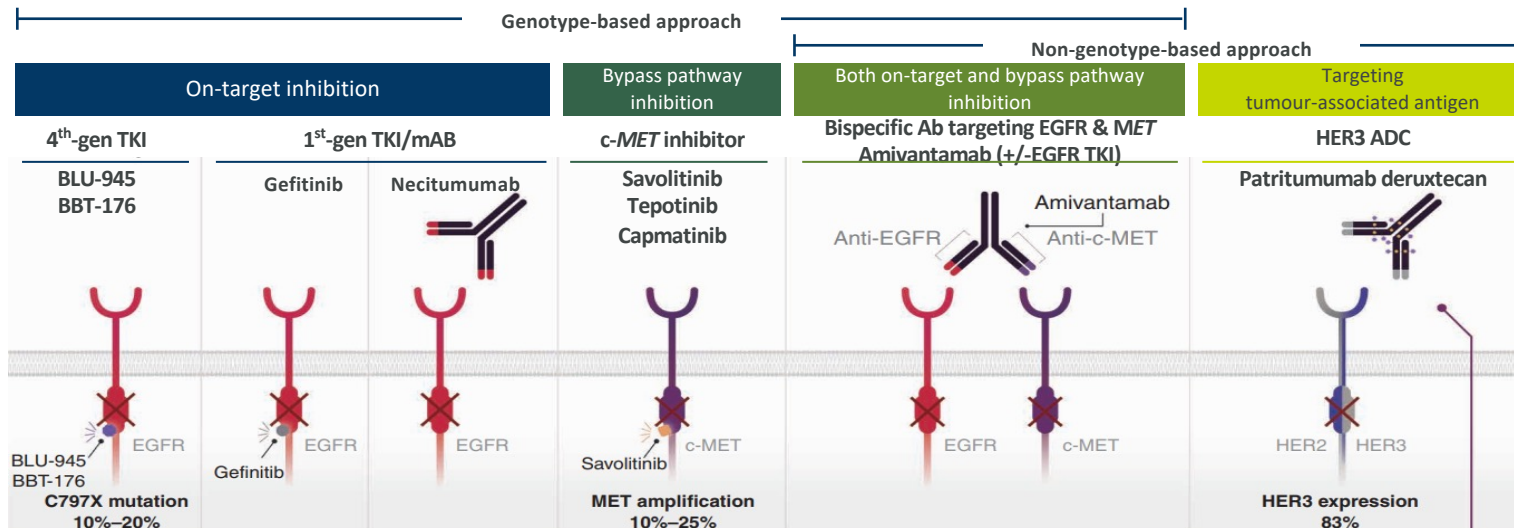 Genotype-based approach
Non-genotype-based approach
On-target inhibition
Bypass pathway
inhibition
Both on-target and bypass pathway
inhibition
Targeting
tumour-associated antigen
4th-gen TKI
1st-gen TKI/mAB
c-MET inhibitor
Bispecific Ab targeting EGFR & MET
Amivantamab (+/-EGFR TKI)
HER3 ADC
BLU-945
BBT-176
Gefitinib
Necitumumab
Savolitinib
Tepotinib
Capmatinib
Patritumumab deruxtecan
Amivantamab
Anti-EGFR
Anti-c-MET
EGFR
BLU-945
BBT-176
C797X mutation
10%–20%
EGFR
Gefinitib
EGFR
c-MET
Savolitinib
MET amplification
10%–25%
EGFR
c-MET
HER2
HER3
HER3 expression
83%